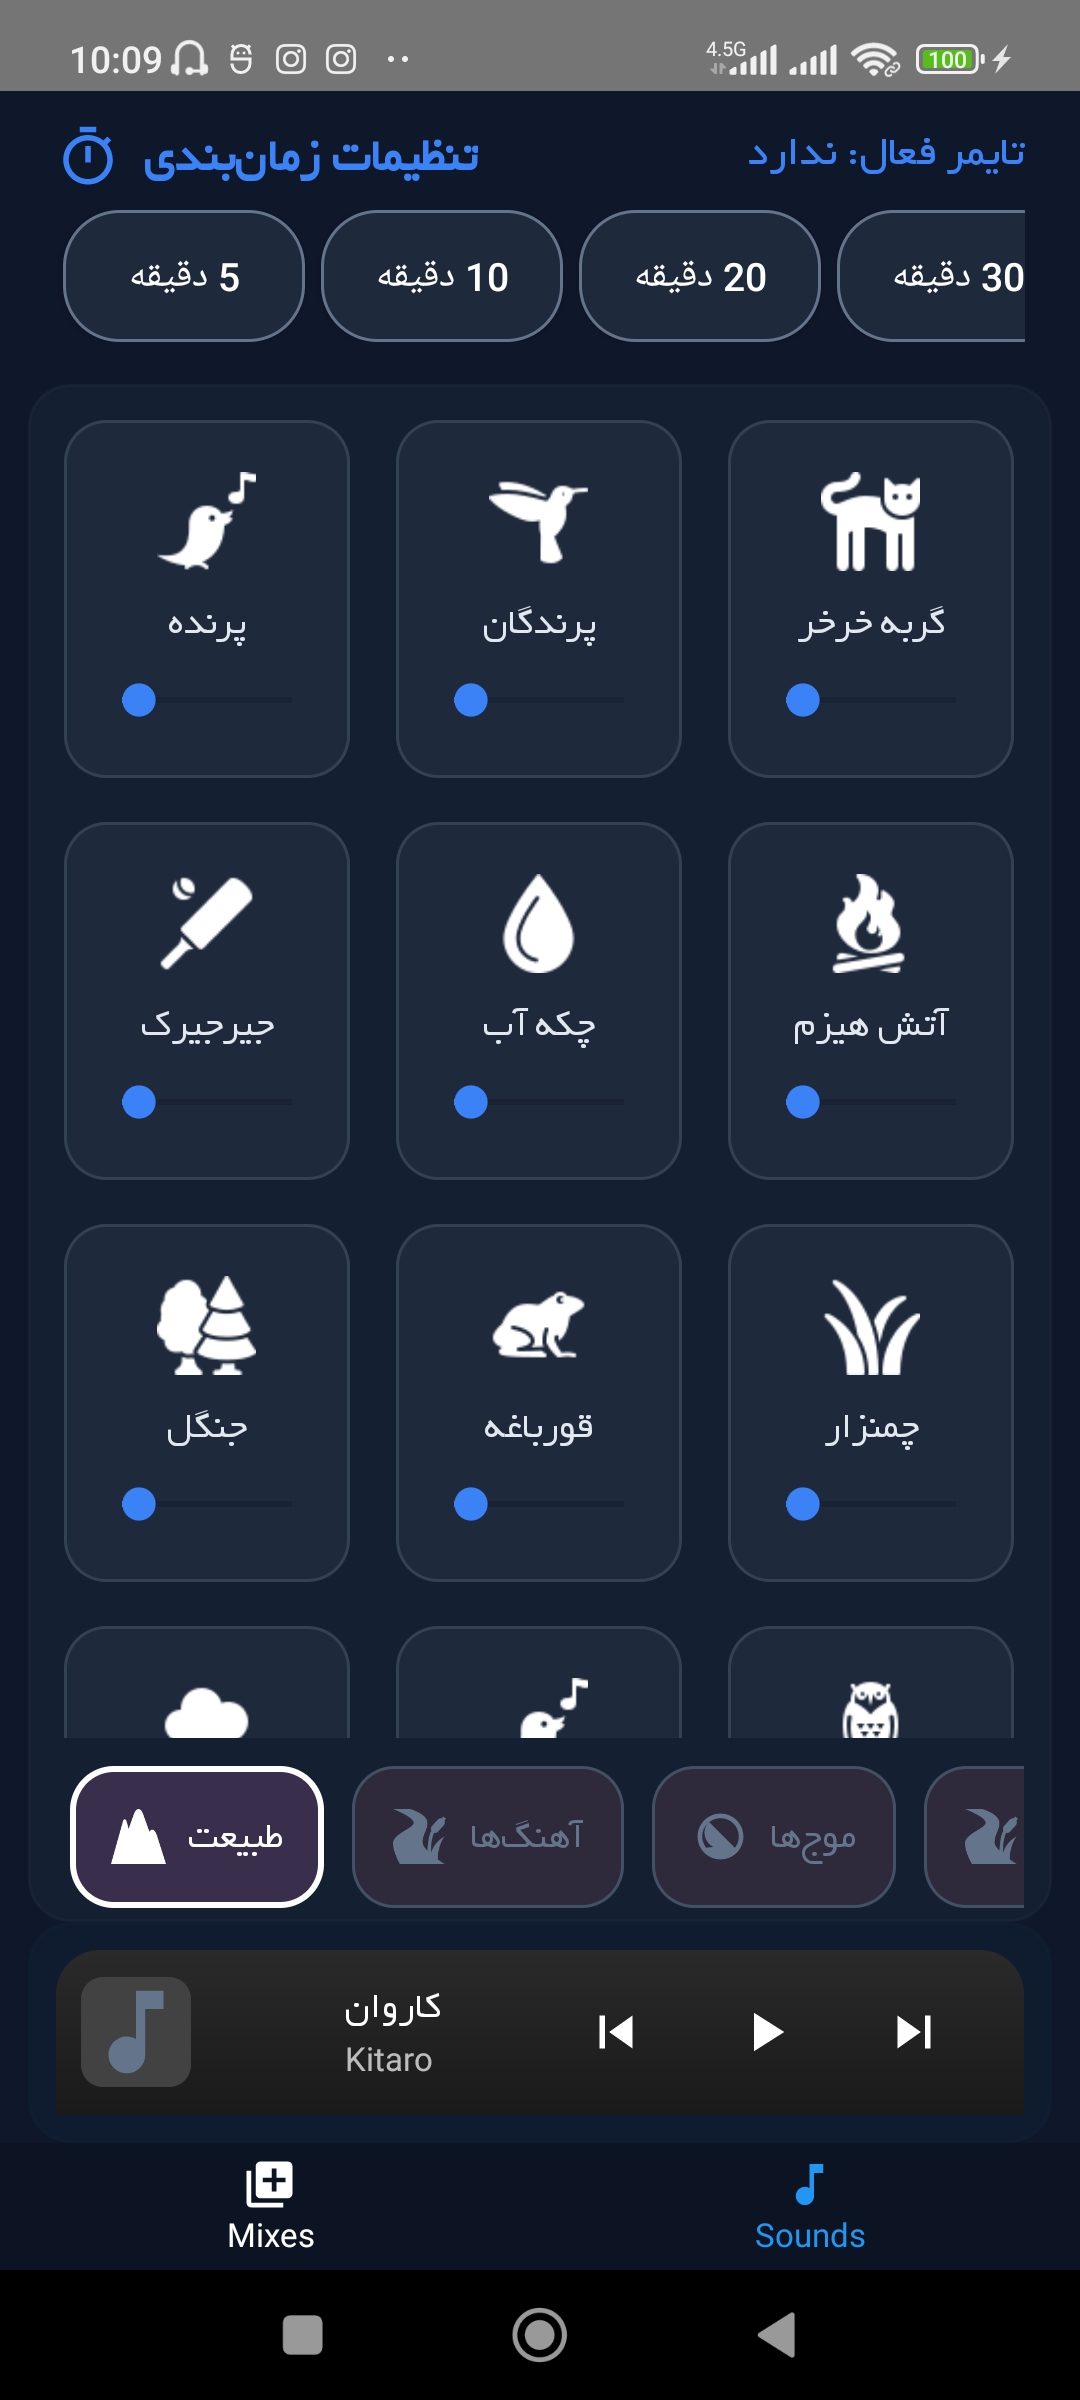 10:09
4.5G
100
تنظیمات زمان‌بندی
تایمر فعال: ندارد
5 دقیقه
10 دقیقه
20 دقیقه
30 دقیقه
پرنده
پرندگان
گربه خرخر
جیرجیرک
چکه آب
آتش هیزم
جنگل
قورباغه
چمنزار
طبیعت
آهنگ‌ها
موج‌ها
کاروان
Kitaro
Mixes
Sounds